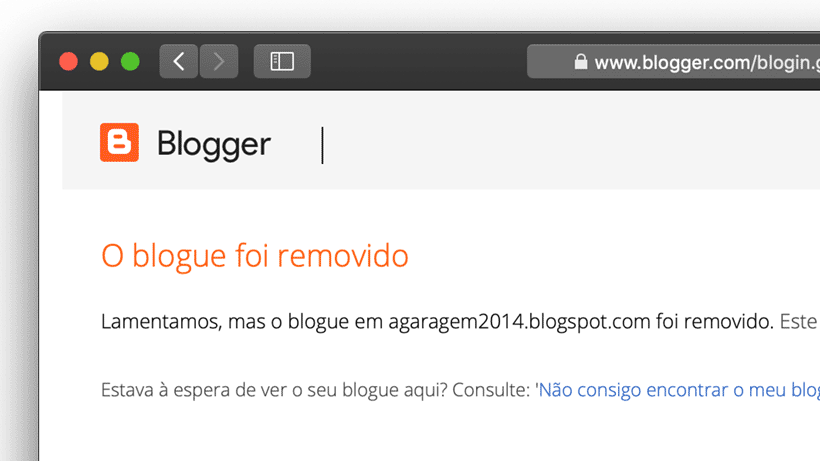 www.blogger.com/blogin.g
Blogger
O blogue foi removido
Lamentamos, mas o blogue em agaragem2014.blogspot.com foi removido. Este
Estava à espera de ver o seu blogue aqui? Consulte: 'Não consigo encontrar o meu blog